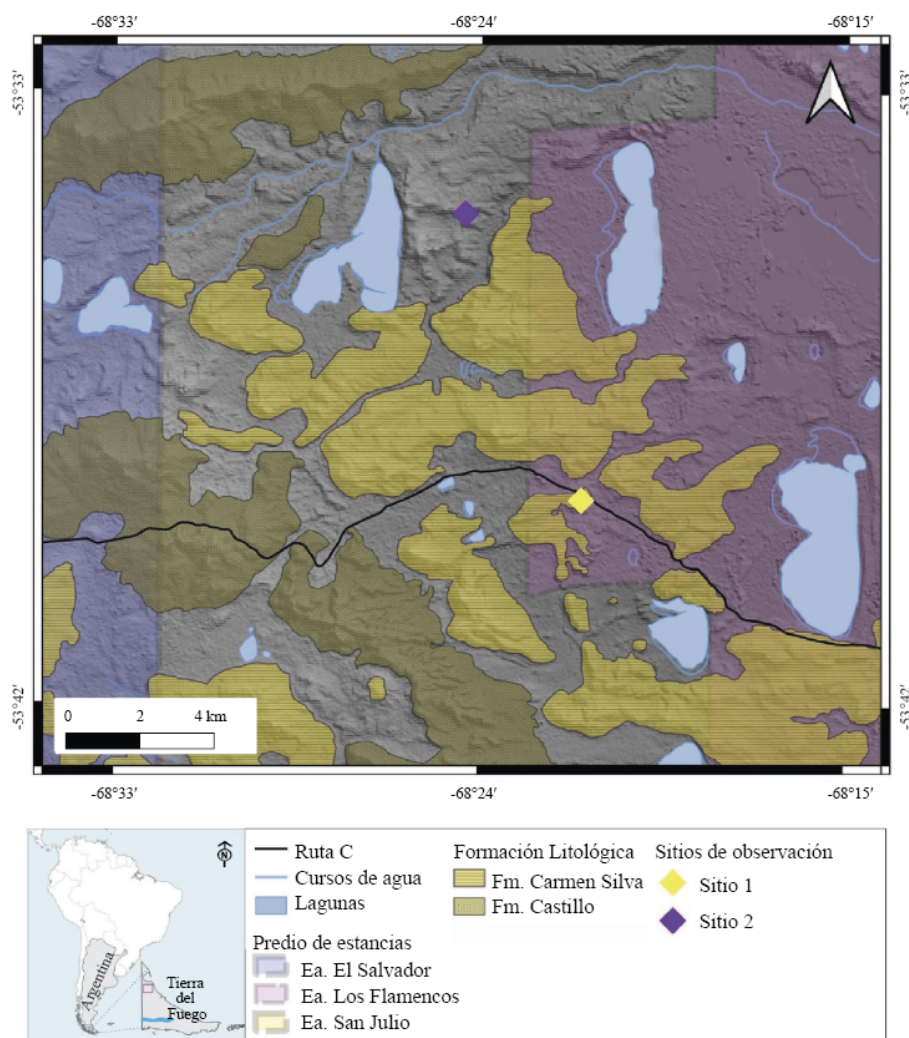 -68°33′ -68°24′ -68°15′
-53°33′ -53°33′
-53°42′ -53°42′
0 2 4 km
-68°33′ -68°24′ -68°15′
N
Argentina
Tierra
del
Fuego
Ruta C
Cursos de agua
Lagunas
Predio de estancias
Ea. El Salvador
Ea. Los Flamencos
Ea. San Julio
Formación Litológica
Fm. Carmen Silva
Fm. Castillo
Sitios de observación
Sitio 1
Sitio 2